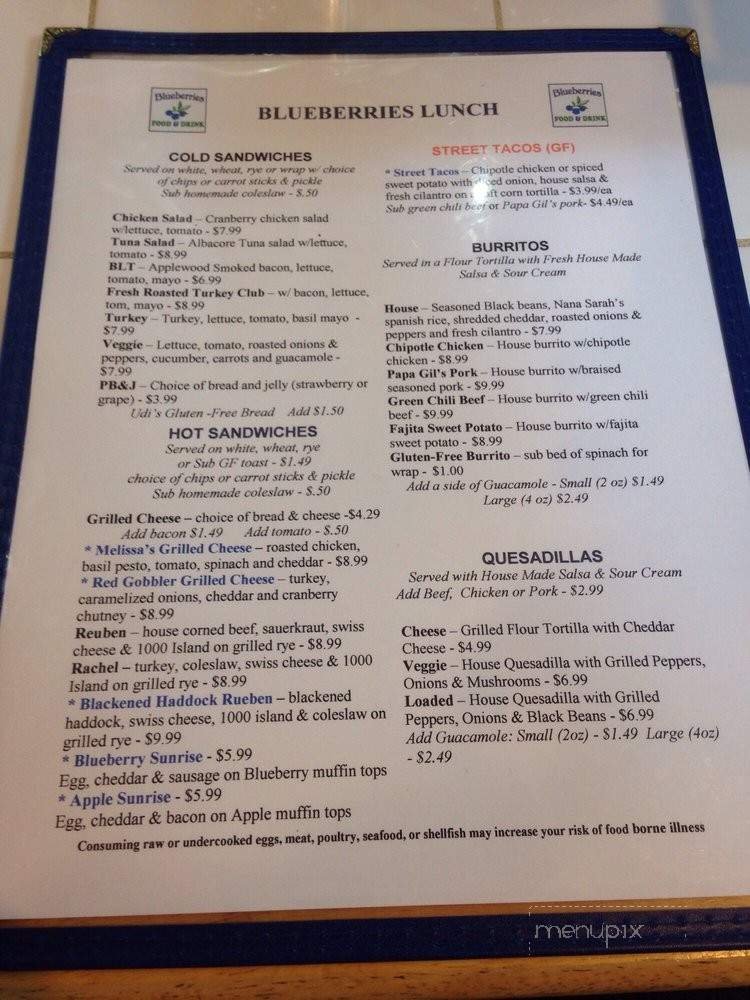 Blueberries
FOOD & DRINK
BLUEBERRIES LUNCH
Blueberries
FOOD & DRINK
COLD SANDWICHES
Served on white, wheat, rye or wrap w/ choice
of chips or carrot sticks & pickle
Sub homemade coleslaw - $.50
Chicken Salad – Cranberry chicken salad
w/lettuce, tomato - $7.99
Tuna Salad – Albacore Tuna salad w/lettuce,
tomato - $8.99
BLT – Applewood Smoked bacon, lettuce,
tomato, mayo - $6.99
Fresh Roasted Turkey Club – w/ bacon, lettuce,
tom, mayo - $8.99
Turkey – Turkey, lettuce, tomato, basil mayo -
$7.99
Veggie – Lettuce, tomato, roasted onions &
peppers, cucumber, carrots and guacamole -
$7.99
PB&J – Choice of bread and jelly (strawberry or
grape) - $3.99
Udi's Gluten -Free Bread Add $1.50
HOT SANDWICHES
Served on white, wheat, rye
or Sub GF toast - $1.49
choice of chips or carrot sticks & pickle
Sub homemade coleslaw - $.50
Grilled Cheese – choice of bread & cheese -$4.29
Add bacon $1.49 Add tomato - $.50
* Melissa's Grilled Cheese – roasted chicken,
basil pesto, tomato, spinach and cheddar - $8.99
* Red Gobbler Grilled Cheese – turkey,
caramelized onions, cheddar and cranberry
chutney - $8.99
Reuben – house corned beef, sauerkraut, swiss
cheese & 1000 Island on grilled rye - $8.99
Rachel – turkey, coleslaw, swiss cheese & 1000
Island on grilled rye - $8.99
* Blackened Haddock Rueben – blackened
haddock, swiss cheese, 1000 island & coleslaw on
grilled rye - $9.99
* Blueberry Sunrise - $5.99
Egg, cheddar & sausage on Blueberry muffin tops
* Apple Sunrise - $5.99
Egg, cheddar & bacon on Apple muffin tops
STREET TACOS (GF)
* Street Tacos – Chipotle chicken or spiced
sweet potato with diced onion, house salsa &
fresh cilantro on soft corn tortilla - $3.99/ea
Sub green chili beef or Papa Gil's pork- $4.49/ea
BURRITOS
Served in a Flour Tortilla with Fresh House Made
Salsa & Sour Cream
House – Seasoned Black beans, Nana Sarah's
spanish rice, shredded cheddar, roasted onions &
peppers and fresh cilantro - $7.99
Chipotle Chicken – House burrito w/chipotle
chicken - $8.99
Papa Gil's Pork – House burrito w/braised
seasoned pork - $9.99
Green Chili Beef – House burrito w/green chili
beef - $9.99
Fajita Sweet Potato – House burrito w/fajita
sweet potato - $8.99
Gluten-Free Burrito – sub bed of spinach for
wrap - $1.00
Add a side of Guacamole - Small (2 oz) $1.49
Large (4 oz) $2.49
QUESADILLAS
Served with House Made Salsa & Sour Cream
Add Beef, Chicken or Pork - $2.99
Cheese – Grilled Flour Tortilla with Cheddar
Cheese - $4.99
Veggie – House Quesadilla with Grilled Peppers,
Onions & Mushrooms - $6.99
Loaded – House Quesadilla with Grilled
Peppers, Onions & Black Beans - $6.99
Add Guacamole: Small (2oz) - $1.49 Large (4oz)
- $2.49
Consuming raw or undercooked eggs, meat, poultry, seafood, or shellfish may increase your risk of food borne illness
menupix